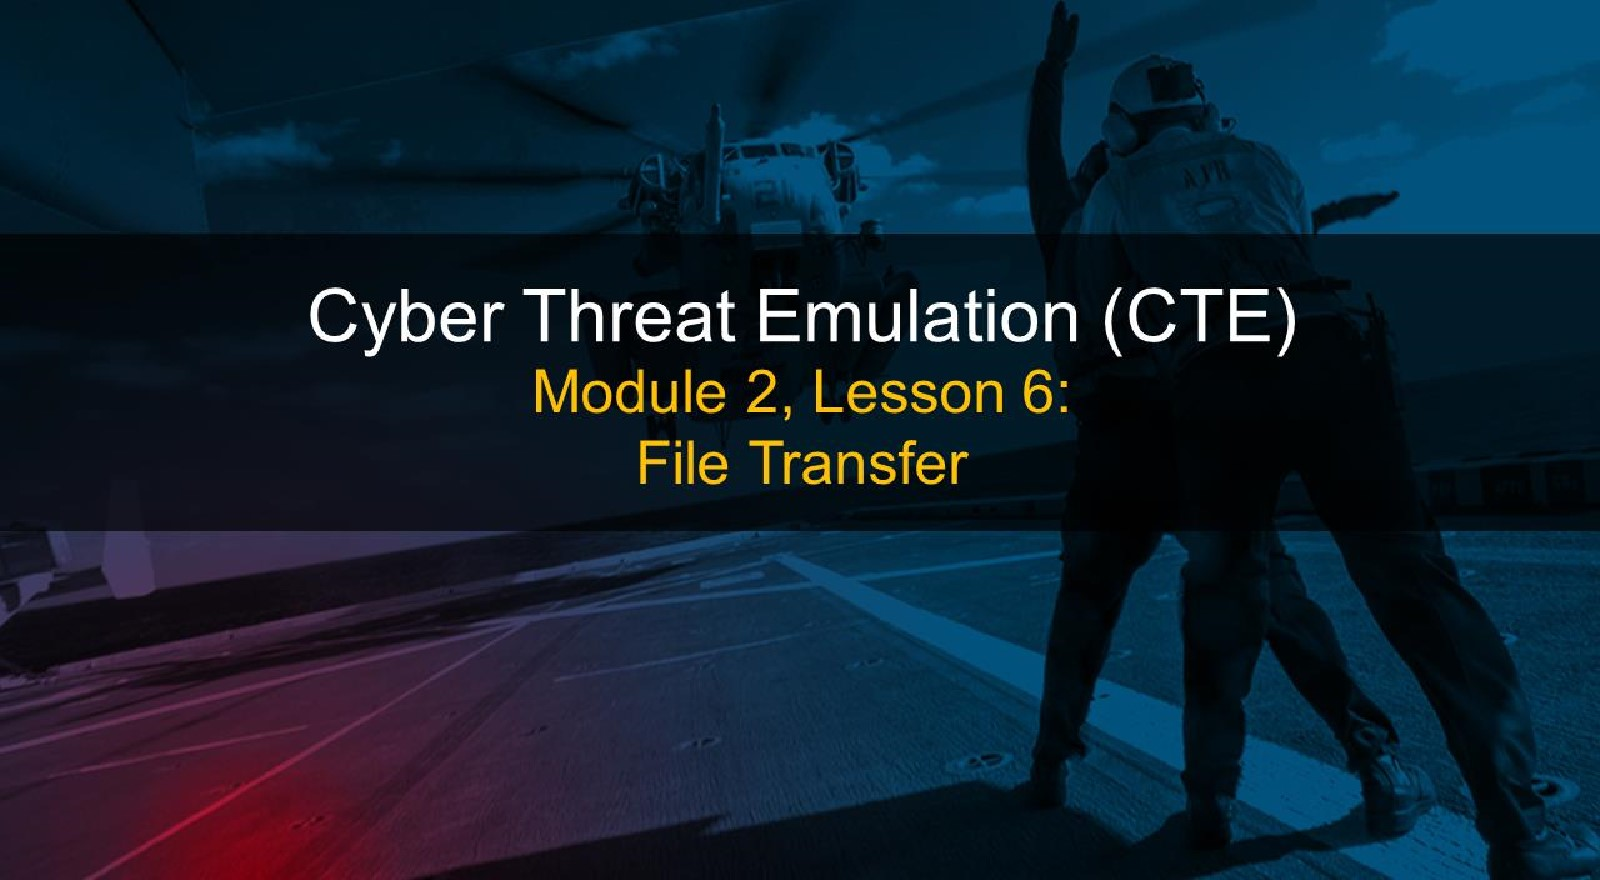 Cyber Threat Emulation (CTE)
Module 2, Lesson 6:
File Transfer